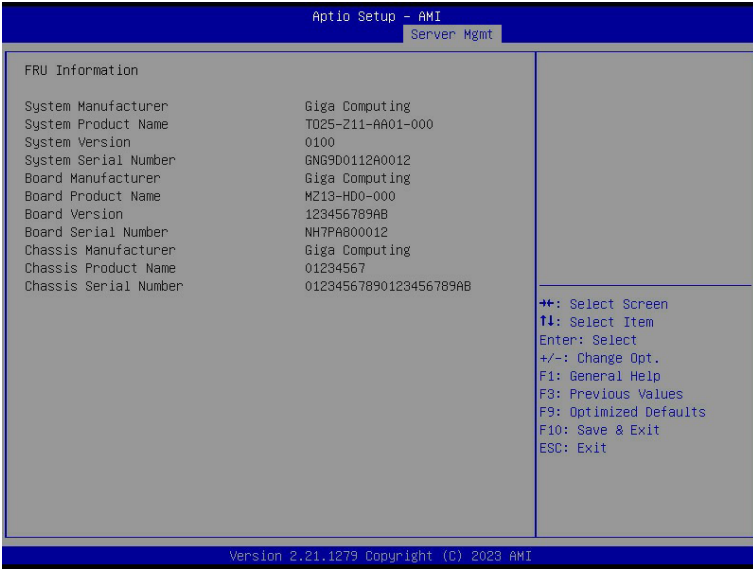 Aptio Setup – AMI
Server Mgmt
FRU Information
System Manufacturer Giga Computing
System Product Name TO25-Z11-AA01-000
System Version 0100
System Serial Number GNG9D0112A0012
Board Manufacturer Giga Computing
Board Product Name MZ13-HD0-000
Board Version 123456789AB
Board Serial Number NH7PA800012
Chassis Manufacturer Giga Computing
Chassis Product Name 01234567
Chassis Serial Number 01234567890123456789AB
→←: Select Screen
↑↓: Select Item
Enter: Select
+/-: Change Opt.
F1: General Help
F3: Previous Values
F9: Optimized Defaults
F10: Save & Exit
ESC: Exit
Version 2.21.1279 Copyright (C) 2023 AMI